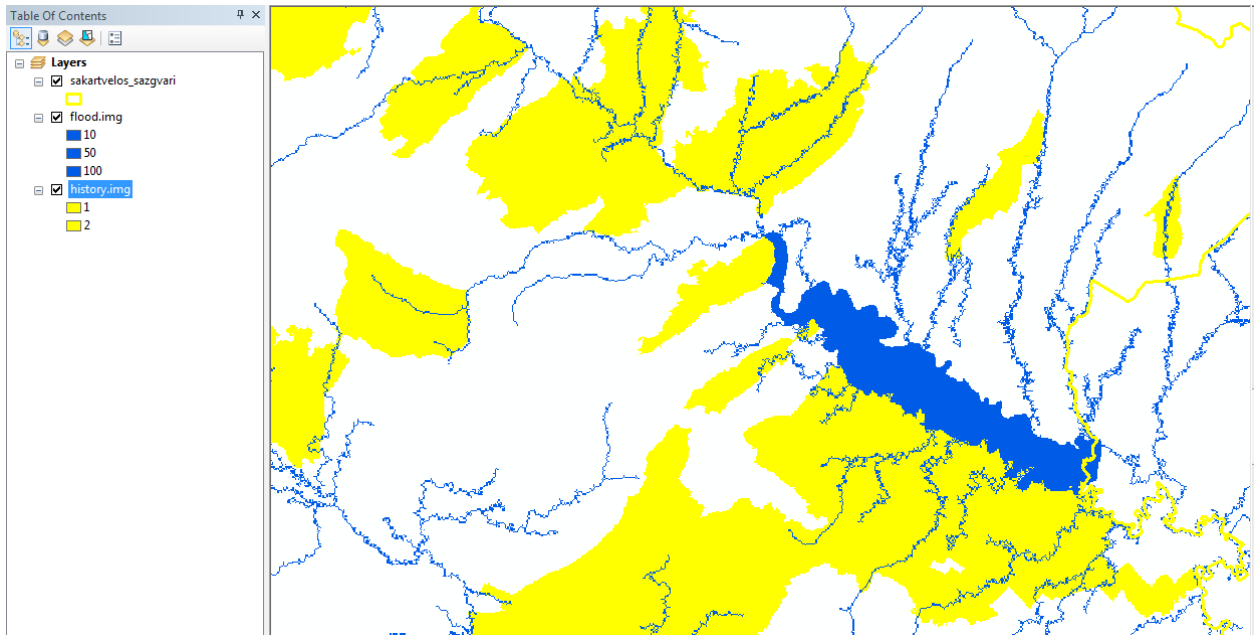 Table Of Contents
Layers
sakartvelos_sazgvari
flood.img
10
50
100
history.img
1
2